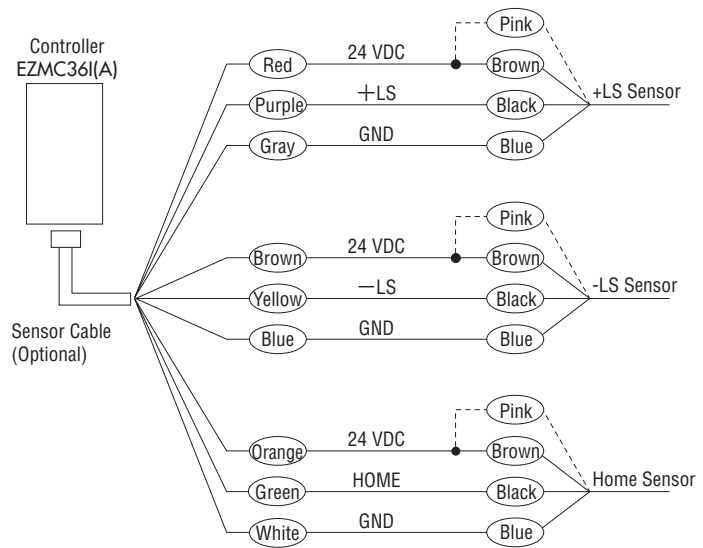 Controller
EZMC36I(A)
Sensor Cable
(Optional)
Pink
Red 24 VDC Brown
Purple +LS Black +LS Sensor
Gray GND Blue
Pink
Brown 24 VDC Brown
Yellow −LS Black -LS Sensor
Blue GND Blue
Pink
Orange 24 VDC Brown
Green HOME Black Home Sensor
White GND Blue